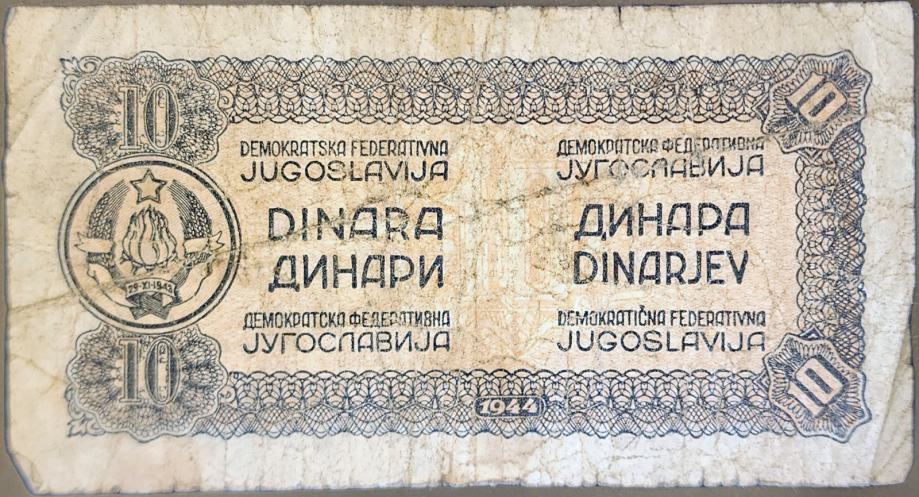 10
10
DEMOKRATSKA FEDERATIVNA
JUGOSLAVIJA
ДЕМОКРАТСКА ФЕДЕРАТИВНА
ЈУГОСЛАВИЈА
DINARA
ДИНАРИ
ДИНАРА
DINARJEV
29·XI·1943
ДЕМОКРАТСКА ФЕДЕРАТИВНА
ЈУГОСЛАВИЈА
DEMOKRATIČNA FEDERATIVNA
JUGOSLAVIJA
10
10
1944